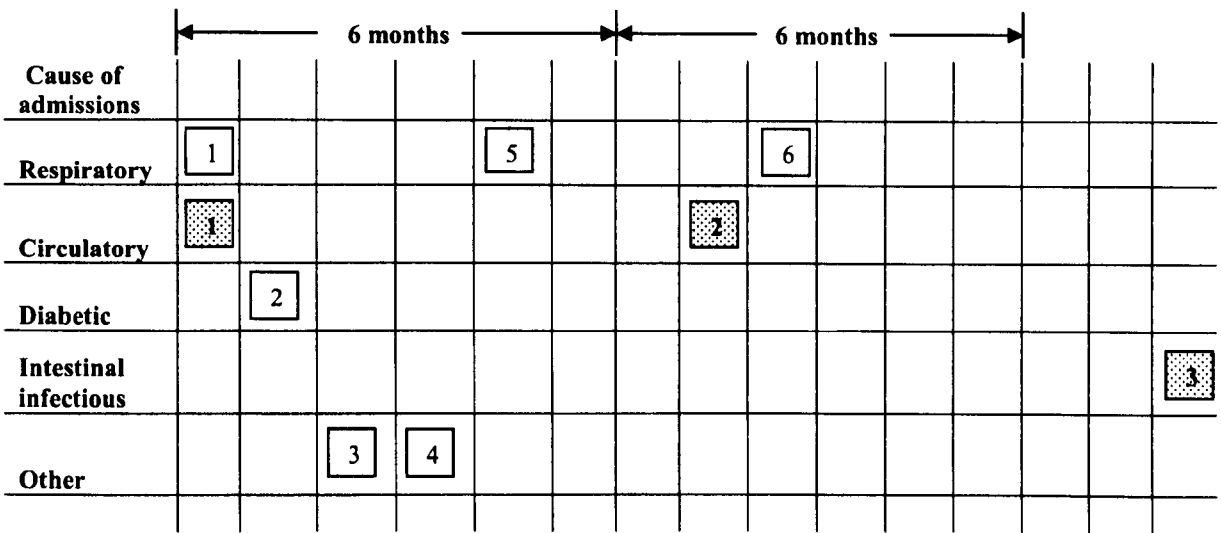 6 months 6 months
Cause of
admissions
Respiratory 1 5 6
Circulatory 1 2
Diabetic 2
Intestinal
infectious 3
Other 3 4